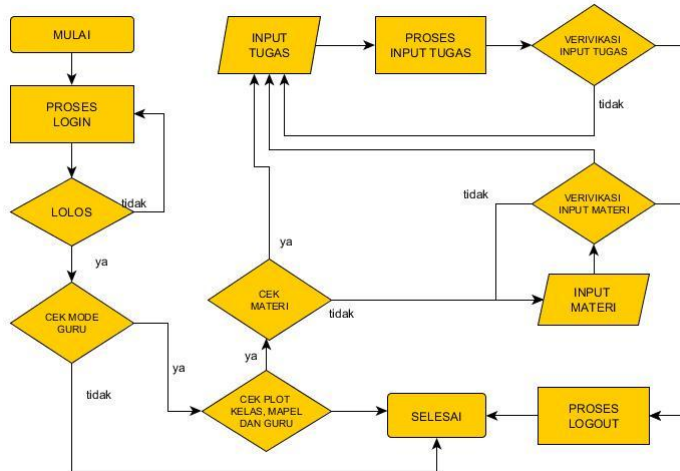 MULAI
PROSES
LOGIN
LOLOS
tidak
ya
CEK MODE
GURU
ya
tidak
CEK PLOT
KELAS, MAPEL
DAN GURU
ya
CEK
MATERI
ya
tidak
INPUT
TUGAS
PROSES
INPUT TUGAS
VERIVIKASI
INPUT TUGAS
tidak
VERIVIKASI
INPUT MATERI
tidak
INPUT
MATERI
SELESAI
PROSES
LOGOUT